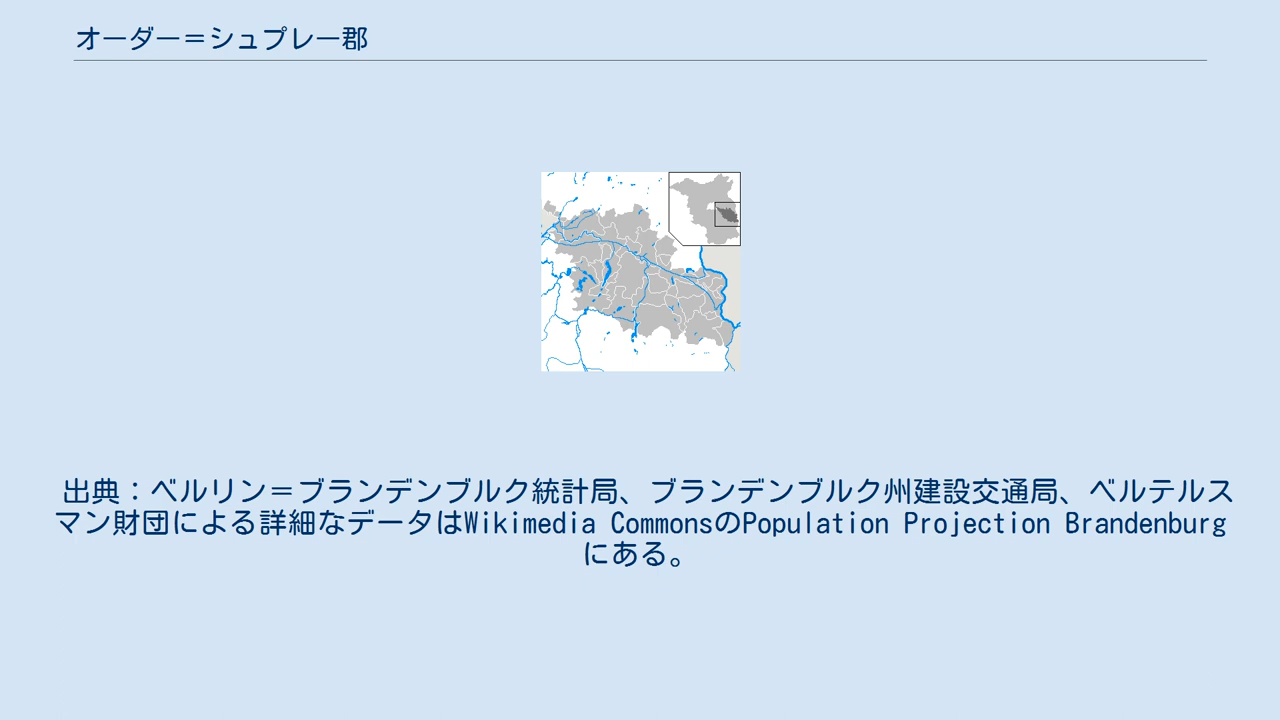 オーダー＝シュプレー郡
出典：ベルリン＝ブランデンブルク統計局、ブランデンブルク州建設交通局、ベルテルス
マン財団による詳細なデータはWikimedia CommonsのPopulation Projection Brandenburg
にある。